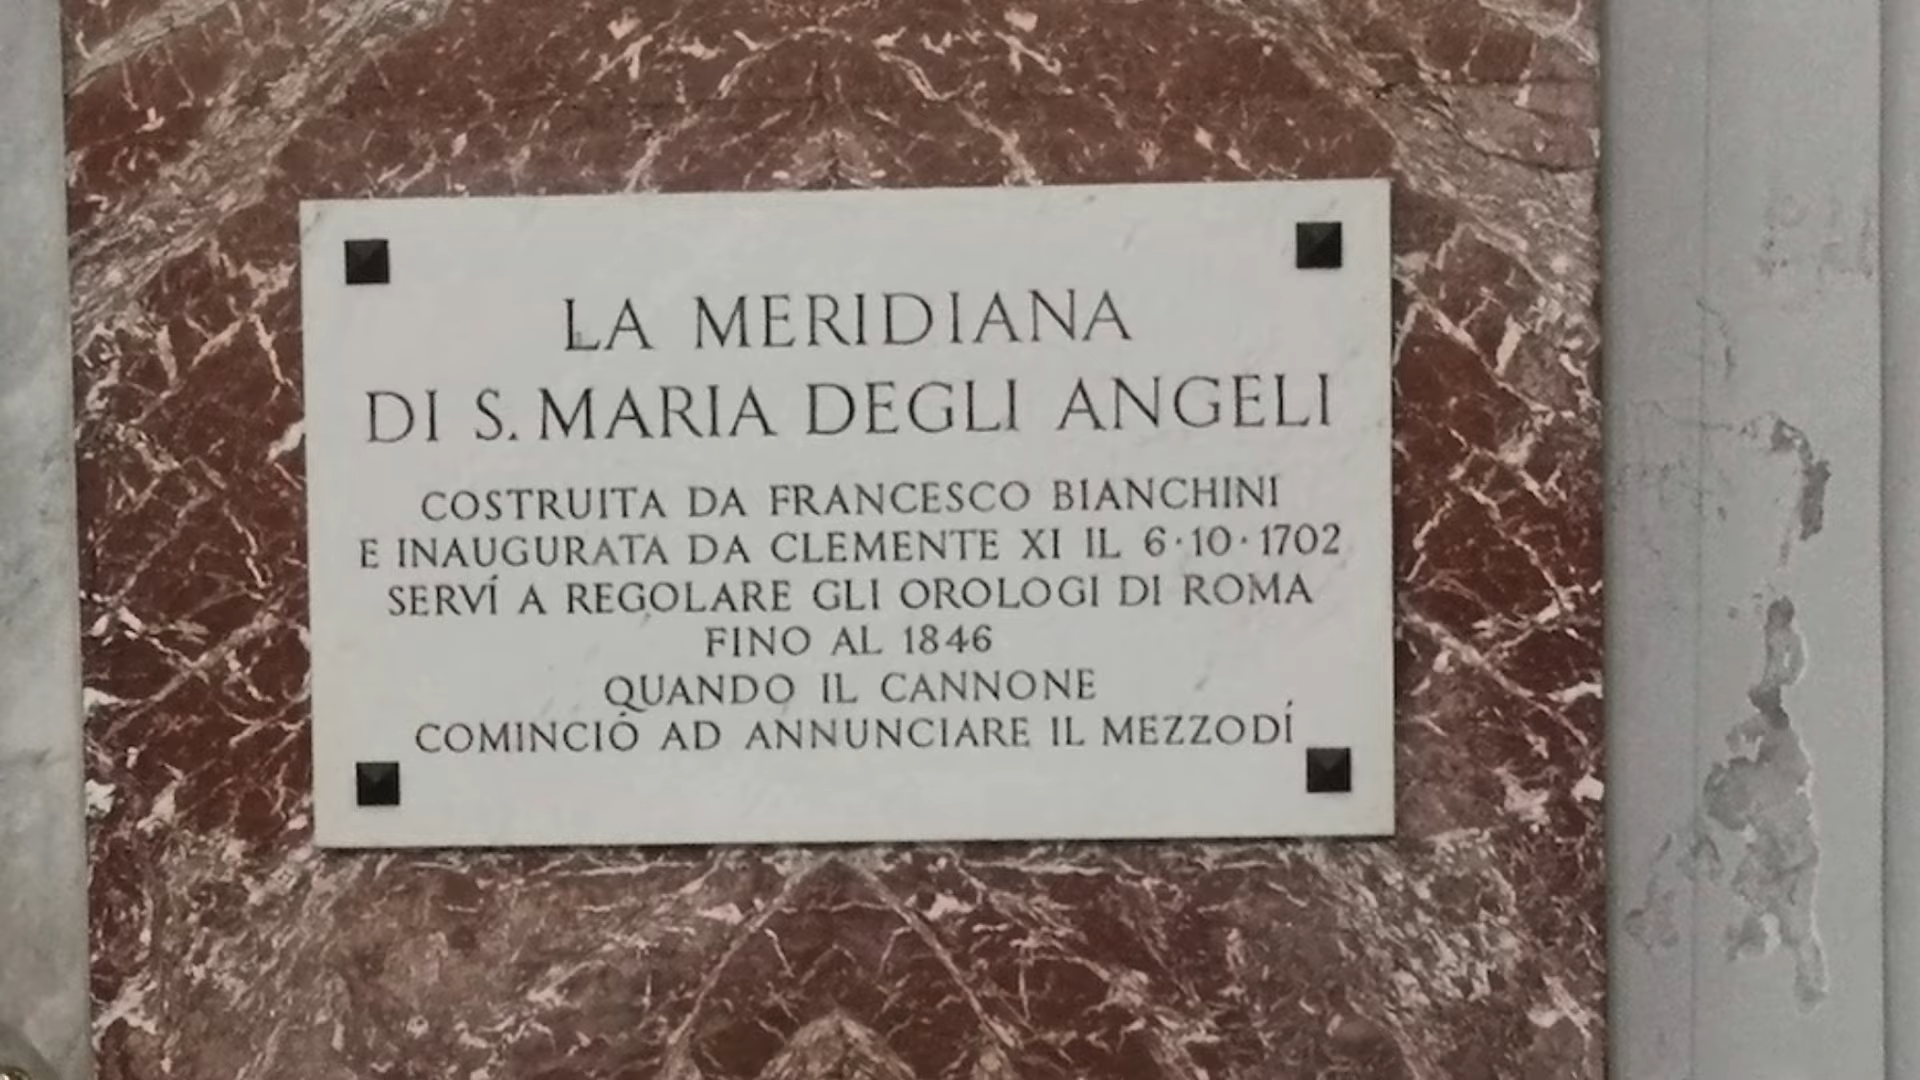 LA MERIDIANA
DI S. MARIA DEGLI ANGELI
COSTRUITA DA FRANCESCO BIANCHINI
E INAUGURATA DA CLEMENTE XI IL 6·10·1702
SERVÍ A REGOLARE GLI OROLOGI DI ROMA
FINO AL 1846
QUANDO IL CANNONE
COMINCIÒ AD ANNUNCIARE IL MEZZODÍ